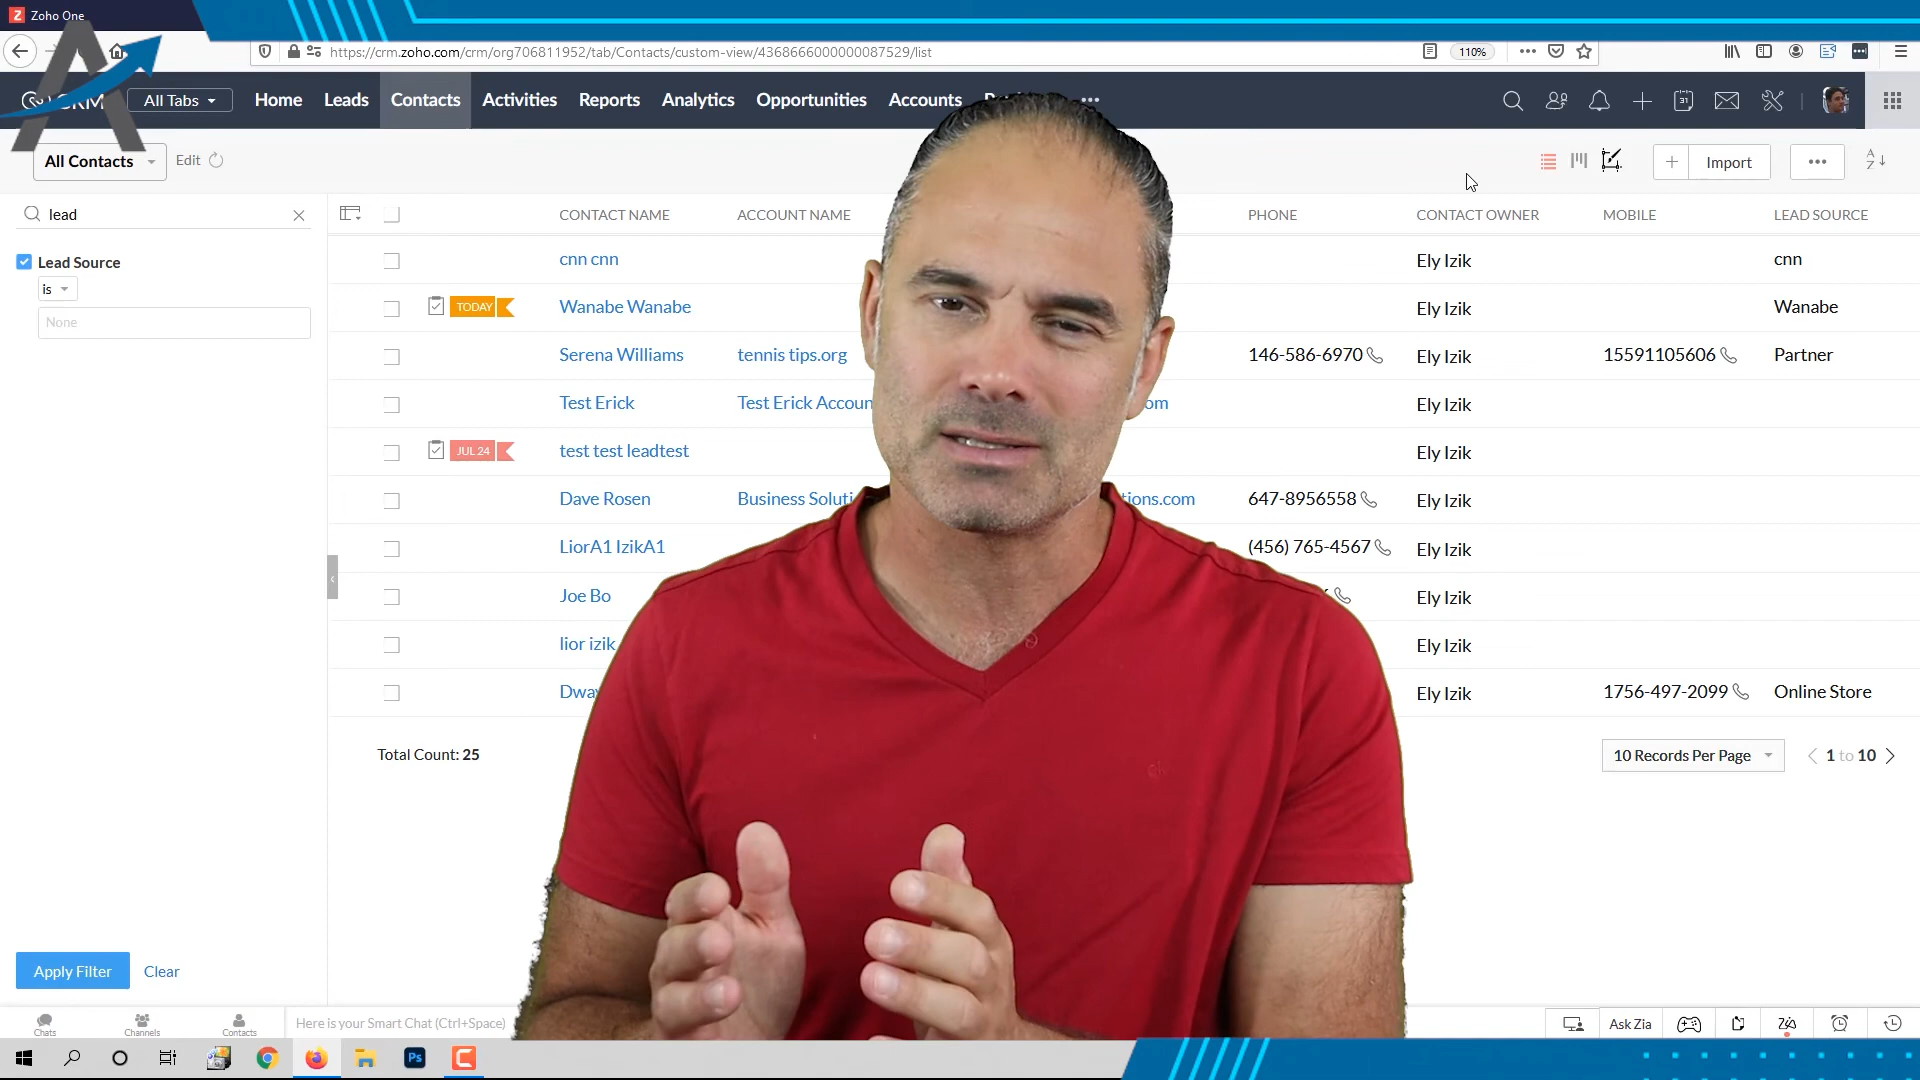 Zoho One
https://crm.zoho.com/crm/org706811952/tab/Contacts/custom-view/4368666000000087529/list
110%
CRM
All Tabs
Home
Leads
Contacts
Activities
Reports
Analytics
Opportunities
Accounts
31
All Contacts
Edit
Import
A
Z
lead
CONTACT NAME
ACCOUNT NAME
PHONE
CONTACT OWNER
MOBILE
LEAD SOURCE
Lead Source
is
None
cnn cnn
Ely Izik
cnn
TODAY
Wanabe Wanabe
Ely Izik
Wanabe
Serena Williams
tennis tips.org
146-586-6970
Ely Izik
15591105606
Partner
Test Erick
Test Erick Accoun
om
Ely Izik
JUL 24
test test leadtest
Ely Izik
Dave Rosen
Business Soluti
tions.com
647-8956558
Ely Izik
LiorA1 IzikA1
(456) 765-4567
Ely Izik
Joe Bo
Ely Izik
lior izik
Ely Izik
Dway
Ely Izik
1756-497-2099
Online Store
Total Count: 25
10 Records Per Page
1 to 10
Apply Filter
Clear
Chats
Channels
Contacts
Here is your Smart Chat (Ctrl+Space)
Ask Zia
Ps